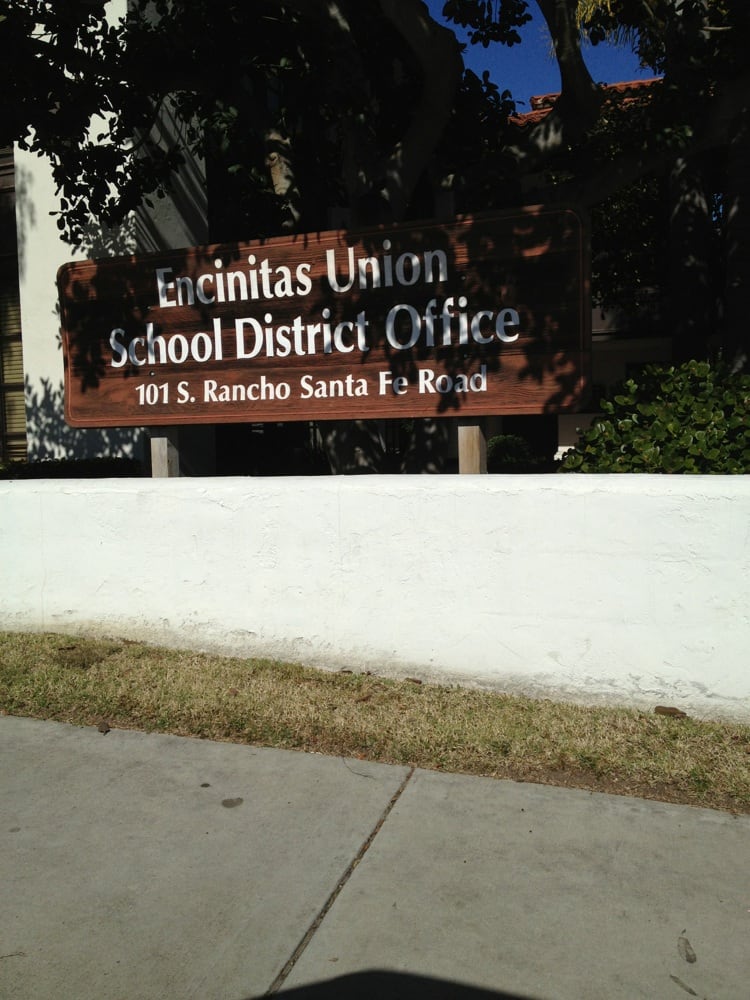 Encinitas Union
School District Office
101 S. Rancho Santa Fe Road